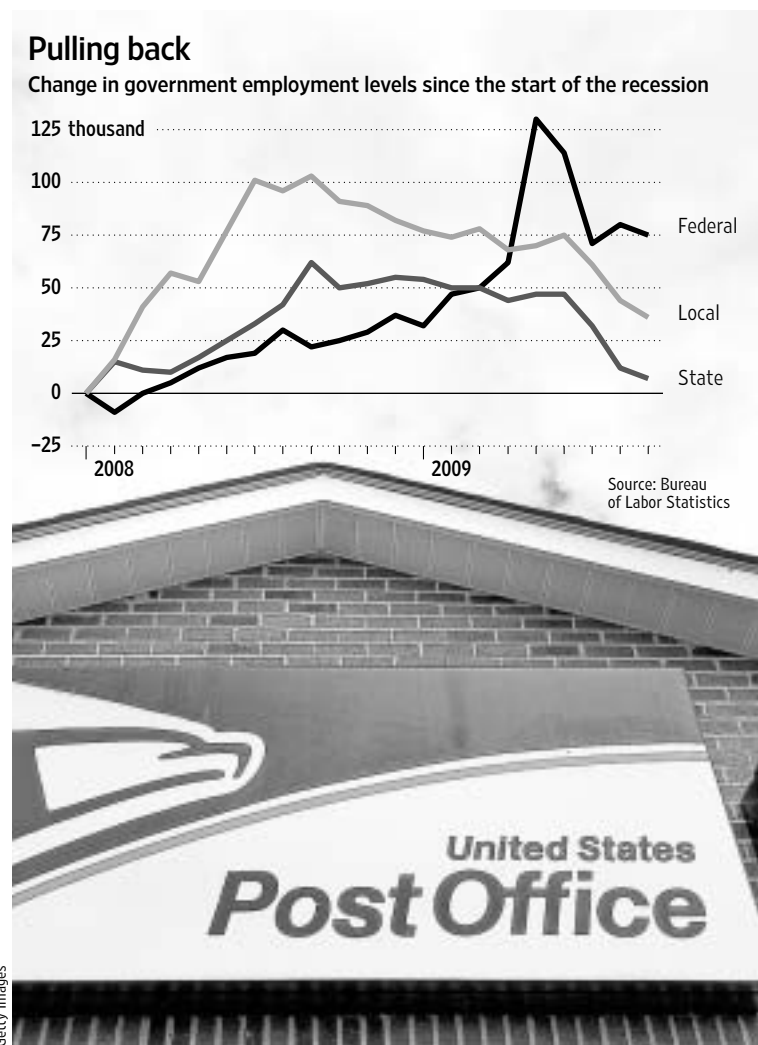 Pulling back
Change in government employment levels since the start of the recession
125 thousand
100
75
50
25
0
–25
Federal
Local
State
2008
2009
Source: Bureau
of Labor Statistics
United States
Post Office
Getty Images